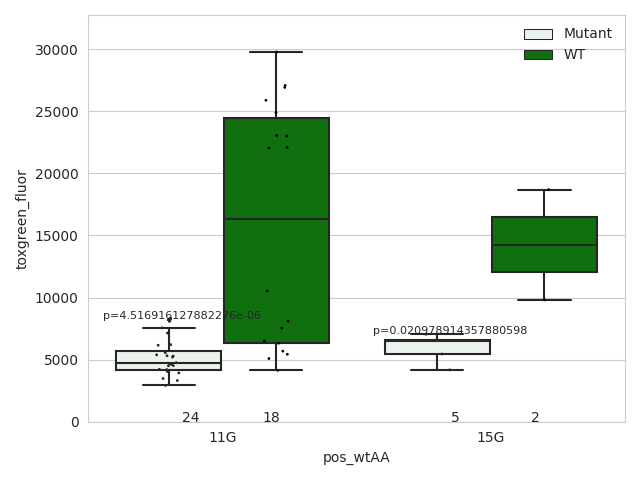 Mutant
WT
30000
25000
20000
15000
10000
5000
0
toxgreen_fluor
p=4.516916127882276e-06
p=0.020978914357880598
24 18 5 2
11G 15G
pos_wtAA